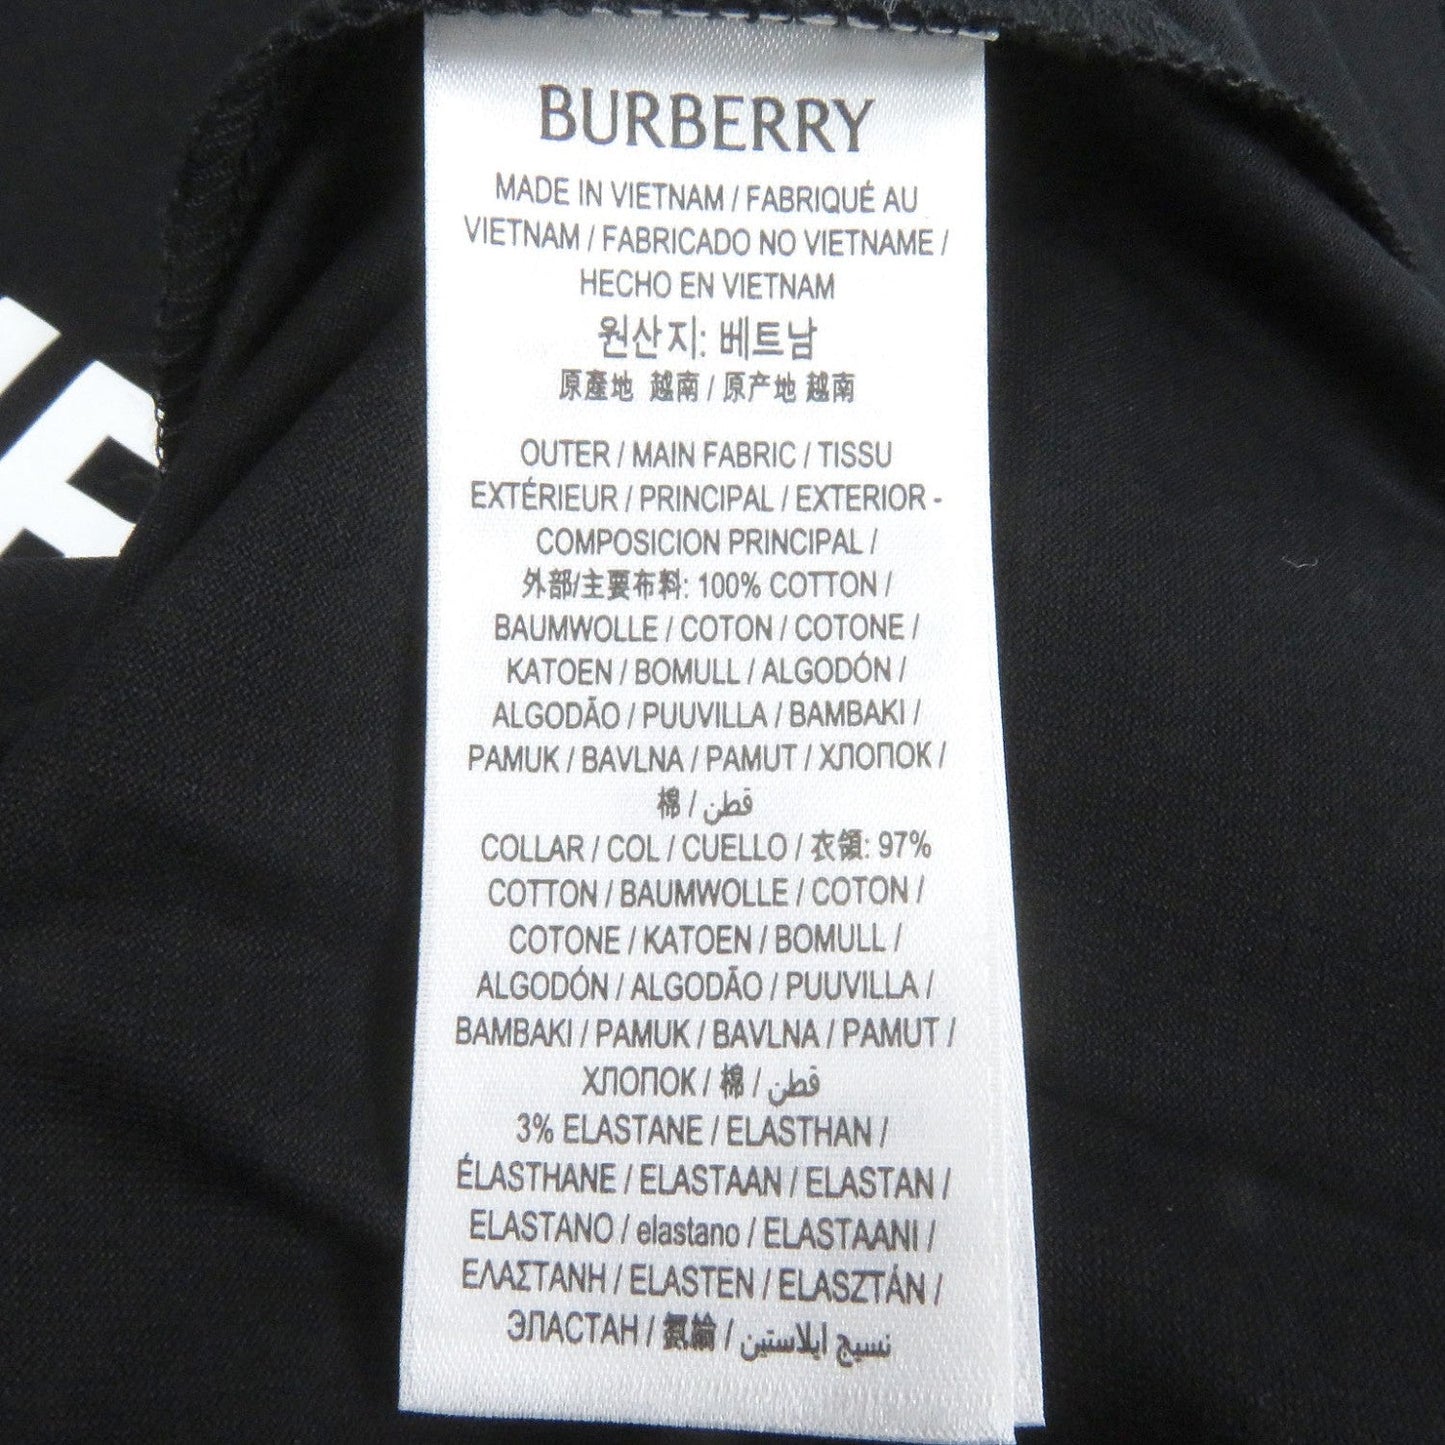 BURBERRY
MADE IN VIETNAM / FABRIQUÉ AU
VIETNAM / FABRICADO NO VIETNAME /
HECHO EN VIETNAM
원산지: 베트남
原產地 越南 / 原产地 越南
OUTER / MAIN FABRIC / TISSU
EXTÉRIEUR / PRINCIPAL / EXTERIOR -
COMPOSICION PRINCIPAL /
外部/主要布料: 100% COTTON /
BAUMWOLLE / COTON / COTONE /
KATOEN / BOMULL / ALGODÓN /
ALGODÃO / PUUVILLA / BAMBAKI /
PAMUK / BAVLNA / PAMUT / ХЛОПОК /
棉 / قطن
COLLAR / COL / CUELLO / 衣領: 97%
COTTON / BAUMWOLLE / COTON /
COTONE / KATOEN / BOMULL /
ALGODÓN / ALGODÃO / PUUVILLA /
BAMBAKI / PAMUK / BAVLNA / PAMUT /
ХЛОПОК / 棉 / قطن
3% ELASTANE / ELASTHAN /
ÉLASTHANE / ELASTAAN / ELASTAN /
ELASTANO / elastano / ELASTAANI /
ΕΛΑΣΤΑΝΗ / ELASTEN / ELASZTÁN /
ЭЛАСТАН / 氨綸 / نسيج ايلاستين